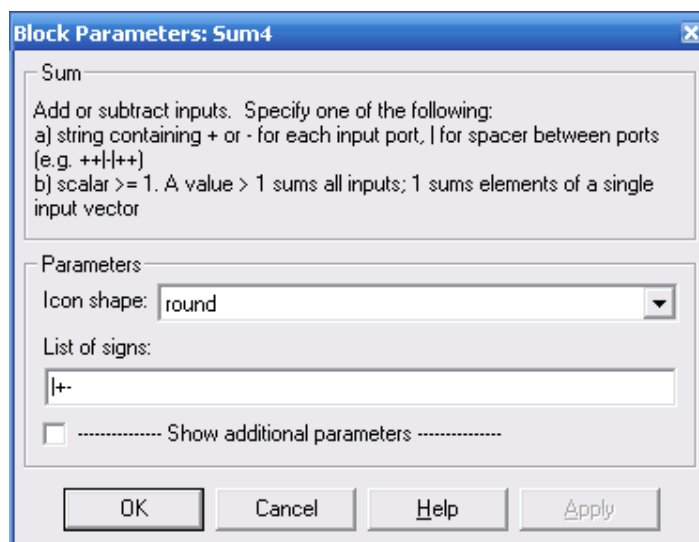 Block Parameters: Sum4
Sum
Add or subtract inputs.  Specify one of the following:
a) string containing + or - for each input port, | for spacer between ports
(e.g. ++|-|++)
b) scalar >= 1. A value > 1 sums all inputs; 1 sums elements of a single
input vector
Parameters
Icon shape: round
List of signs:
|+-
-------------- Show additional parameters --------------
OK Cancel Help Apply